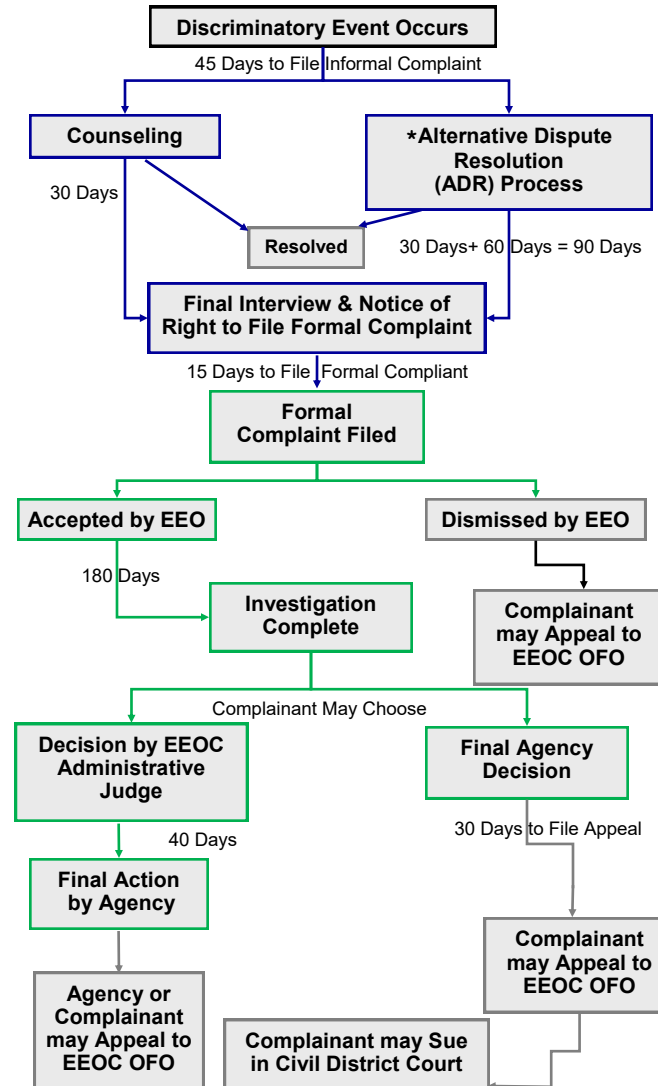 Discriminatory Event Occurs
45 Days to File Informal Complaint
Counseling
*Alternative Dispute
Resolution
(ADR) Process
30 Days
Resolved
30 Days+ 60 Days = 90 Days
Final Interview & Notice of
Right to File Formal Complaint
15 Days to File Formal Compliant
Formal
Complaint Filed
Accepted by EEO
Dismissed by EEO
180 Days
Investigation
Complete
Complainant
may Appeal to
EEOC OFO
Complainant May Choose
Decision by EEOC
Administrative
Judge
Final Agency
Decision
40 Days
30 Days to File Appeal
Final Action
by Agency
Complainant
may Appeal to
EEOC OFO
Agency or
Complainant
may Appeal to
EEOC OFO
Complainant may Sue
in Civil District Court